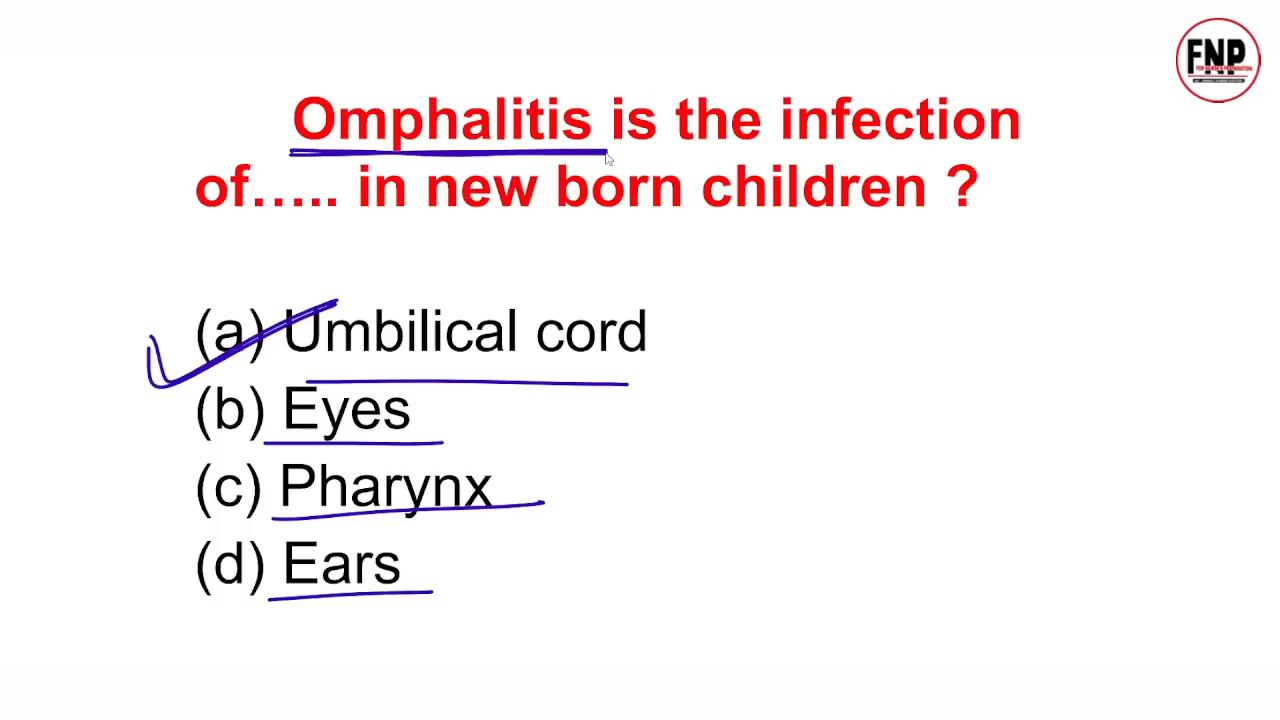 FNP
Omphalitis is the infection
of….. in new born children ?
(a) Umbilical cord
(b) Eyes
(c) Pharynx
(d) Ears